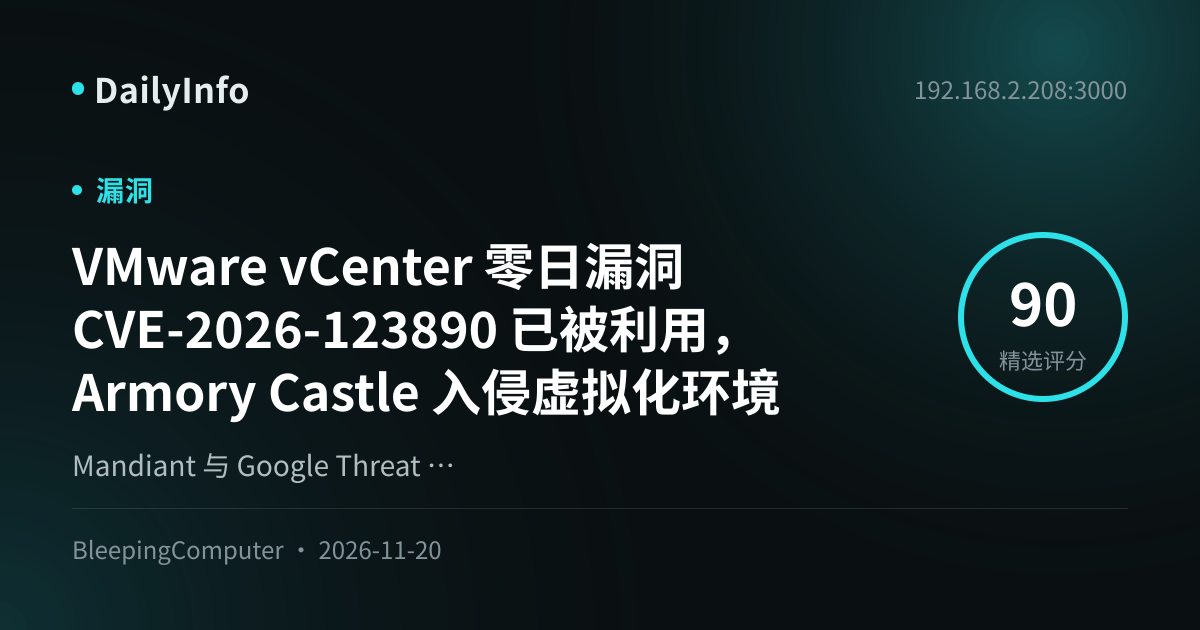 DailyInfo
192.168.2.208:3000
漏洞
VMware vCenter 零日漏洞
CVE-2026-123890 已被利用，
Armory Castle 入侵虚拟化环境
90
精选评分
Mandiant 与 Google Threat ···
BleepingComputer · 2026-11-20